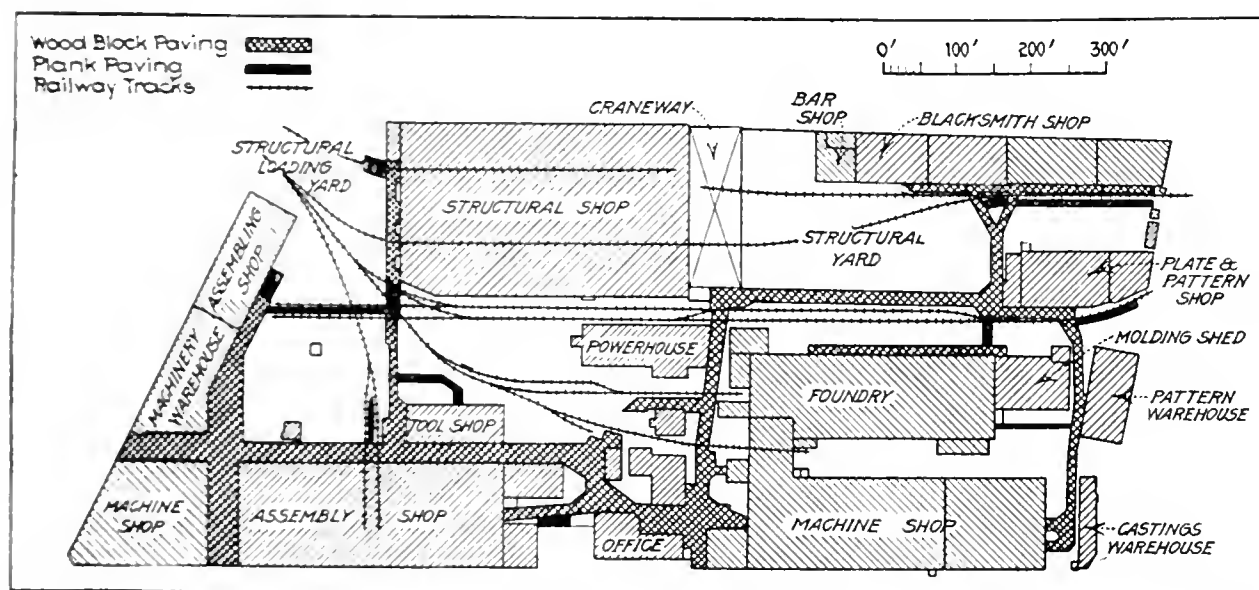 Wood Block Paving
Plank Paving
Railway Tracks
0' 100' 200' 300'
CRANEWAY
BAR
SHOP
BLACKSMITH SHOP
STRUCTURAL
LOADING
YARD
STRUCTURAL SHOP
STRUCTURAL
YARD
ASSEMBLING
SHOP
MACHINERY
WAREHOUSE
PLATE &
PATTERN
SHOP
POWERHOUSE
MOLDING SHED
FOUNDRY
PATTERN
WAREHOUSE
TOOL SHOP
MACHINE
SHOP
ASSEMBLY SHOP
OFFICE
MACHINE SHOP
CASTINGS
WAREHOUSE